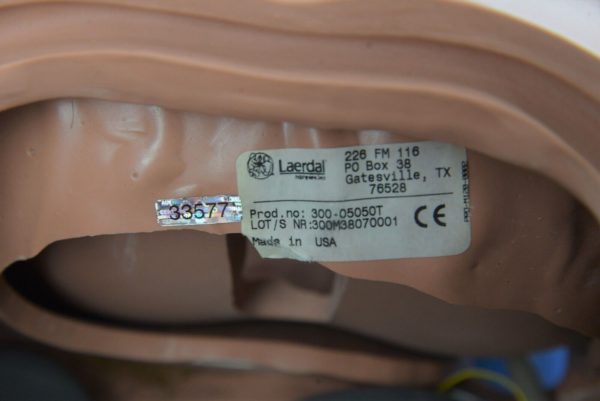 Laerdal
226 FM 116
PO Box 38
Gatesville, TX
76528
33577
Prod.no: 300-05050T
LOT/S NR:300M38070001
CE
Made in USA